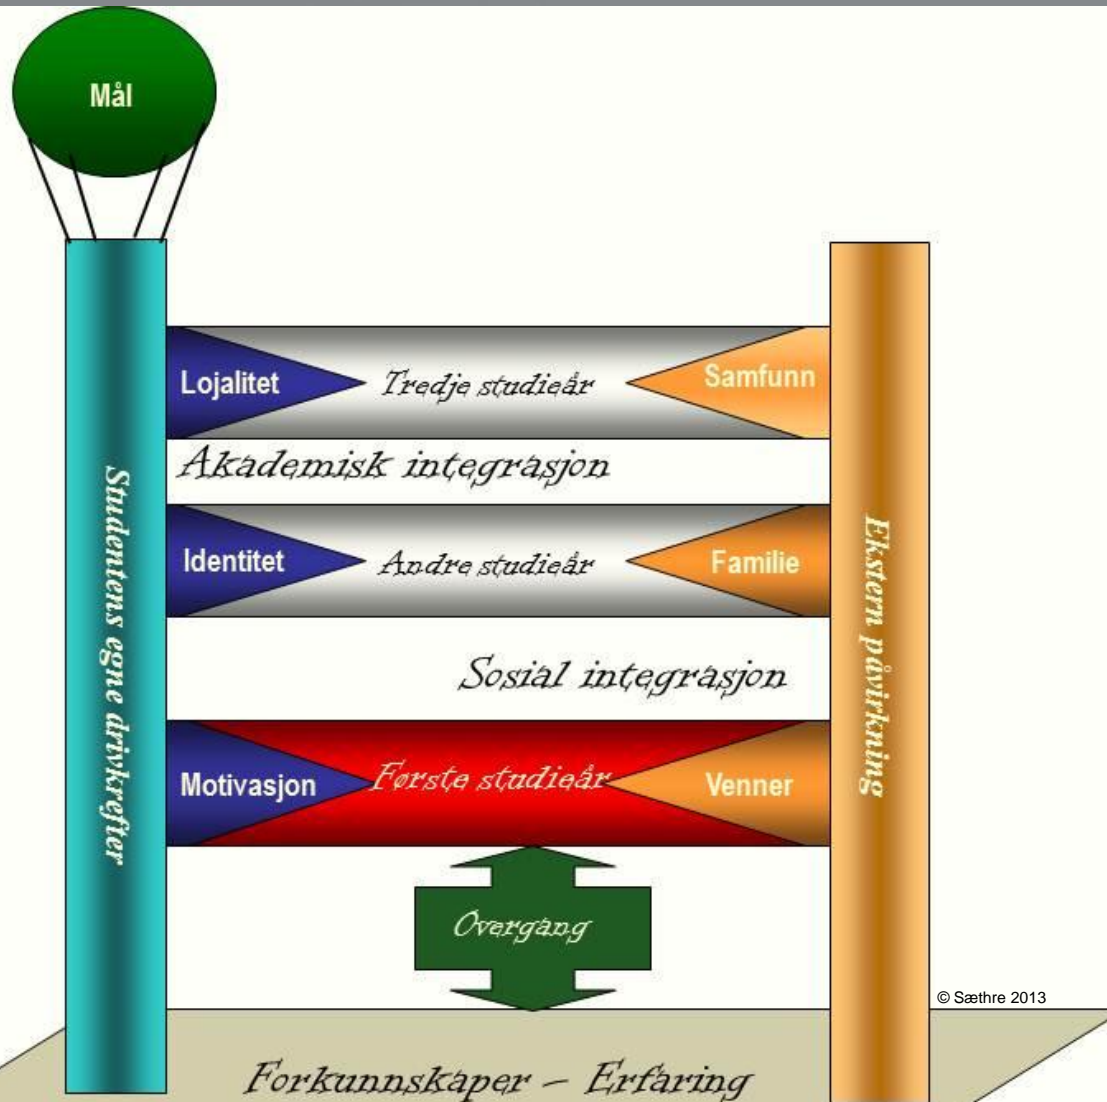 Mål
Lojalitet
Tredje studieår
Samfunn
Akademisk integrasjon
Identitet
Andre studieår
Familie
Sosial integrasjon
Motivasjon
Første studieår
Venner
Studentens egne drivkrefter
Ekstern påvirkning
Overgang
© Sæthre 2013
Forkunnskaper – Erfaring